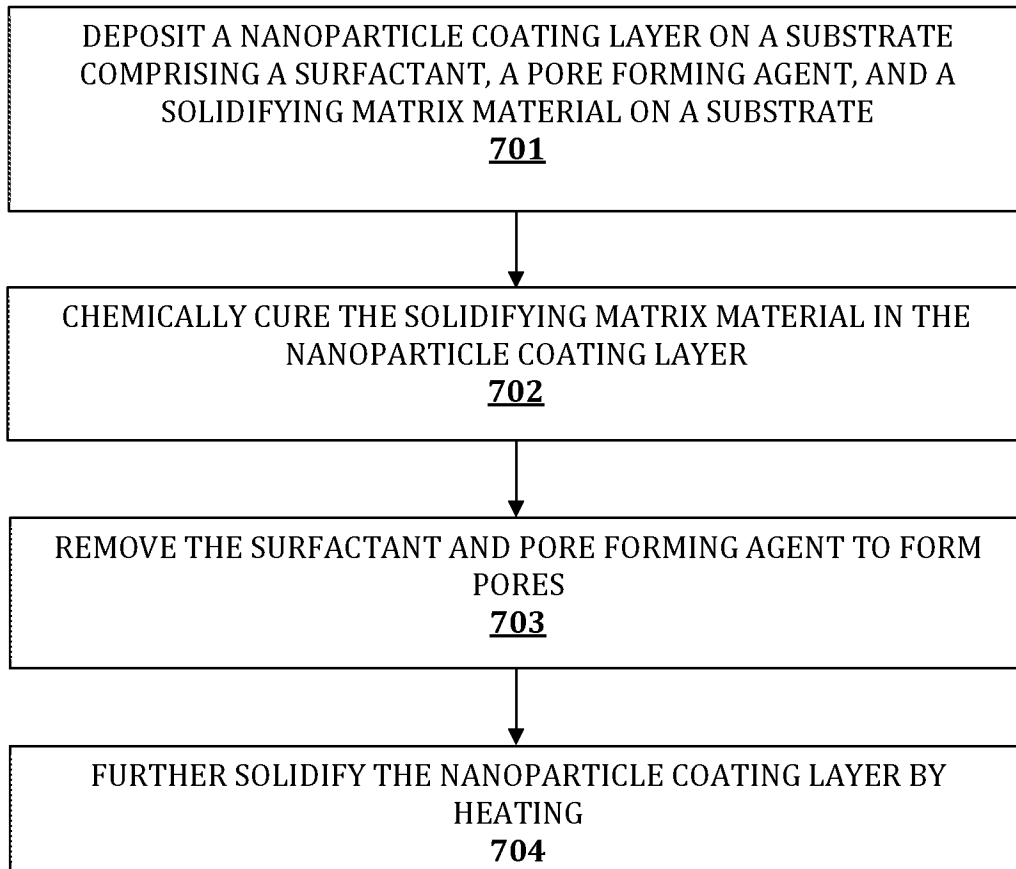 DEPOSIT A NANOPARTICLE COATING LAYER ON A SUBSTRATE
COMPRISING A SURFACTANT, A PORE FORMING AGENT, AND A
SOLIDIFYING MATRIX MATERIAL ON A SUBSTRATE
701
CHEMICALLY CURE THE SOLIDIFYING MATRIX MATERIAL IN THE
NANOPARTICLE COATING LAYER
702
REMOVE THE SURFACTANT AND PORE FORMING AGENT TO FORM
PORES
703
FURTHER SOLIDIFY THE NANOPARTICLE COATING LAYER BY
HEATING
704